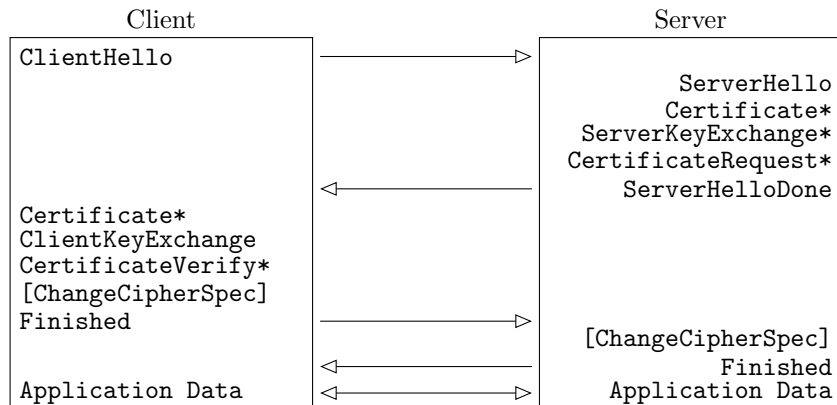 Client
Server
ClientHello
ServerHello
Certificate*
ServerKeyExchange*
CertificateRequest*
ServerHelloDone
Certificate*
ClientKeyExchange
CertificateVerify*
[ChangeCipherSpec]
Finished
[ChangeCipherSpec]
Finished
Application Data
Application Data